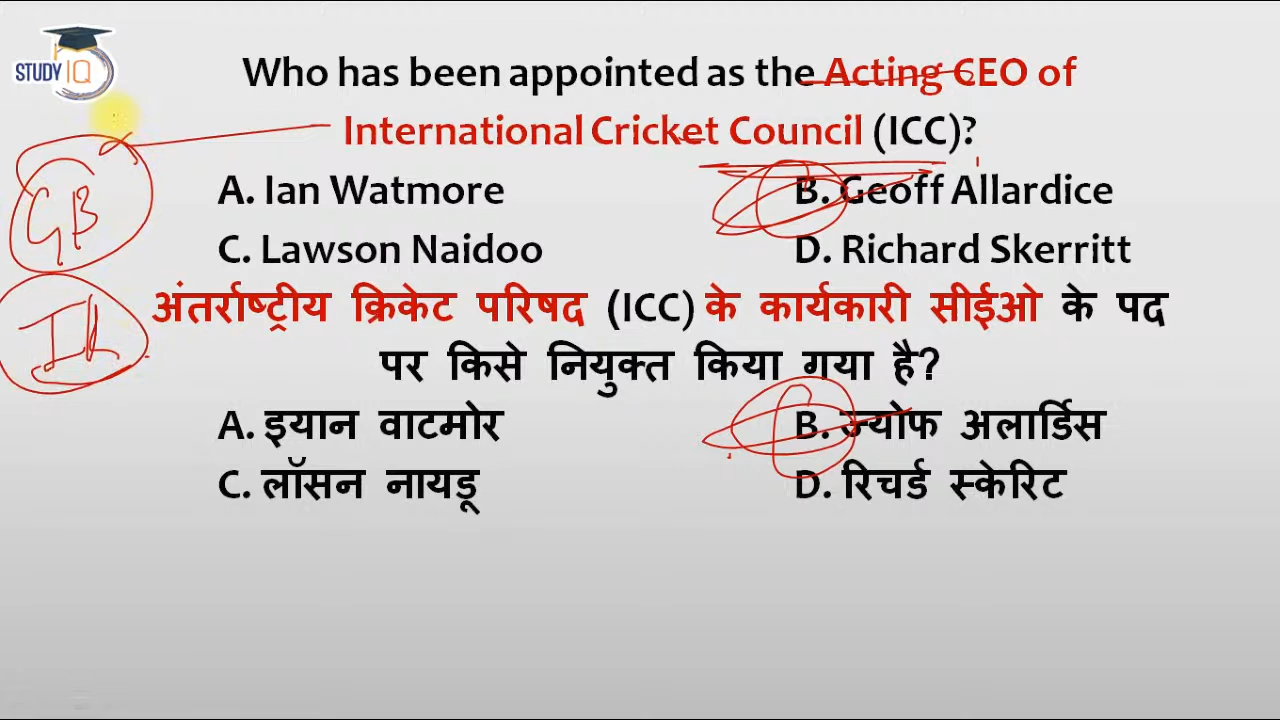 STUDY IQ
Who has been appointed as the Acting CEO of
International Cricket Council (ICC)?
A. Ian Watmore B. Geoff Allardice
C. Lawson Naidoo D. Richard Skerritt
GB
अंतर्राष्ट्रीय क्रिकेट परिषद (ICC) के कार्यकारी सीईओ के पद
पर किसे नियुक्त किया गया है?
A. इयान वाटमोर B. ज्योफ अलार्डिस
C. लॉसन नायडू D. रिचर्ड स्केरिट